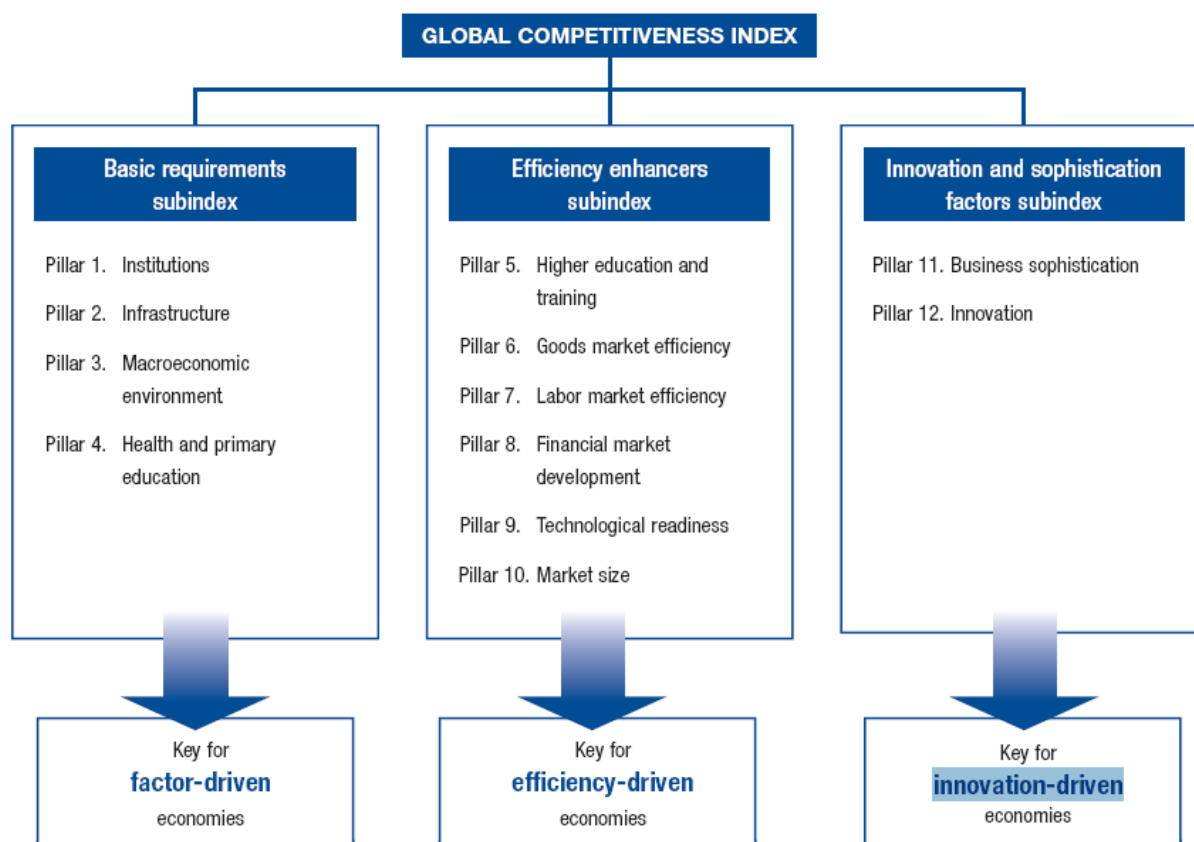 GLOBAL COMPETITIVENESS INDEX
Basic requirements
subindex
Pillar 1. Institutions
Pillar 2. Infrastructure
Pillar 3. Macroeconomic
environment
Pillar 4. Health and primary
education
Key for
factor-driven
economies
Efficiency enhancers
subindex
Pillar 5. Higher education and
training
Pillar 6. Goods market efficiency
Pillar 7. Labor market efficiency
Pillar 8. Financial market
development
Pillar 9. Technological readiness
Pillar 10. Market size
Key for
efficiency-driven
economies
Innovation and sophistication
factors subindex
Pillar 11. Business sophistication
Pillar 12. Innovation
Key for
innovation-driven
economies